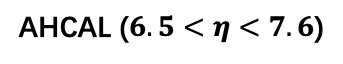 AHCAL (6.5 < η < 7.6)